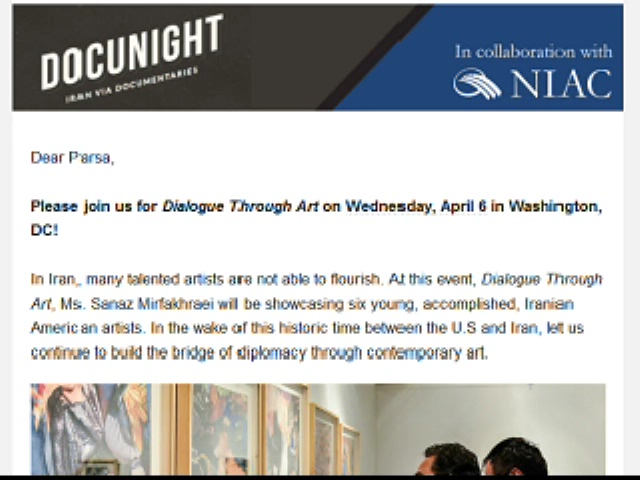 DOCUNIGHT
IRAN VIA DOCUMENTARIES
In collaboration with
NIAC
Dear Parsa,
Please join us for Dialogue Through Art on Wednesday, April 6 in Washington,
DC!
In Iran, many talented artists are not able to flourish. At this event, Dialogue Through
Art, Ms. Sanaz Mirfakhraei will be showcasing six young, accomplished, Iranian
American artists. In the wake of this historic time between the U.S and Iran, let us
continue to build the bridge of diplomacy through contemporary art.